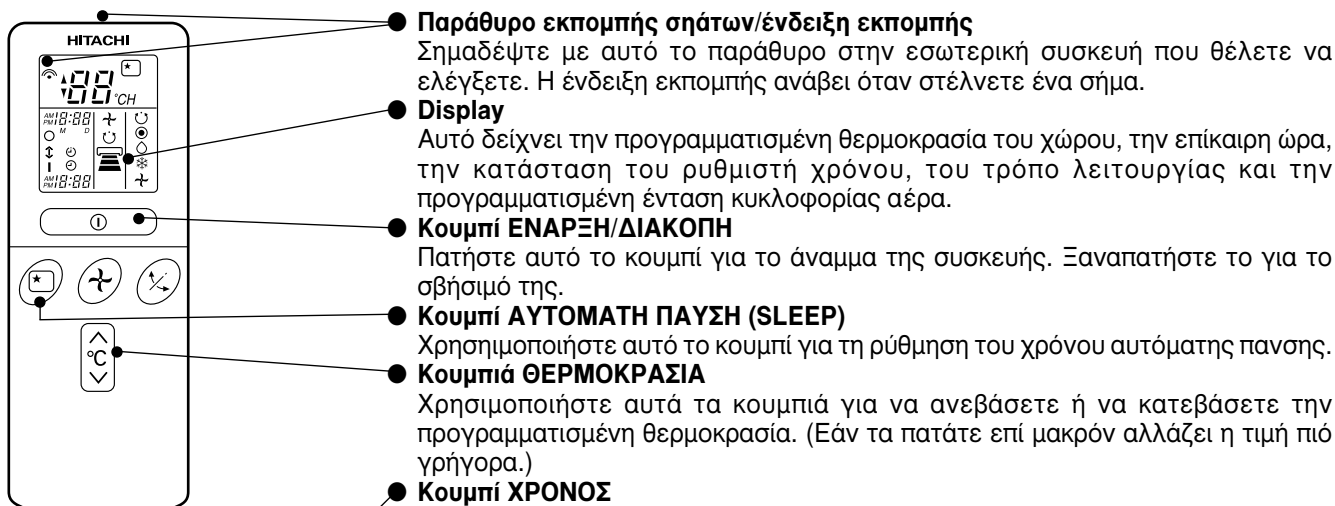 HITACHI
°CH
AM
PM 18:88
M D
AM
PM 18:88
°C
● Παράθυρο εκπομπής σηάτων/ένδειξη εκπομπής
Σημαδέψτε με αυτό το παράθυρο στην εσωτερική συσκευή που θέλετε να
ελέγξετε. Η ένδειξη εκπομπής ανάβει όταν στέλνετε ένα σήμα.
● Display
Αυτό δείχνει την προγραμματισμένη θερμοκρασία του χώρου, την επίκαιρη ώρα,
την κατάσταση του ρυθμιστή χρόνου, του τρόπο λειτουργίας και την
προγραμματισμένη ένταση κυκλοφορίας αέρα.
● Κουμπί ΕΝΑΡΞΗ/ΔΙΑΚΟΠΗ
Πατήστε αυτό το κουμπί για το άναμμα της συσκευής. Ξαναπατήστε το για το
σβήσιμό της.
● Κουμπί ΑΥΤΟΜΑΤΗ ΠΑΥΣΗ (SLEEP)
Χρησηιμοποιήστε αυτό το κουμπί για τη ρύθμηση του χρόνου αυτόματης πανσης.
● Κουμπιά ΘΕΡΜΟΚΡΑΣΙΑ
Χρησιμοποιήστε αυτά τα κουμπιά για να ανεβάσετε ή να κατεβάσετε την
προγραμματισμένη θερμοκρασία. (Εάν τα πατάτε επί μακρόν αλλάζει η τιμή πιό
γρήγορα.)
● Κουμπί ΧΡΟΝΟΣ